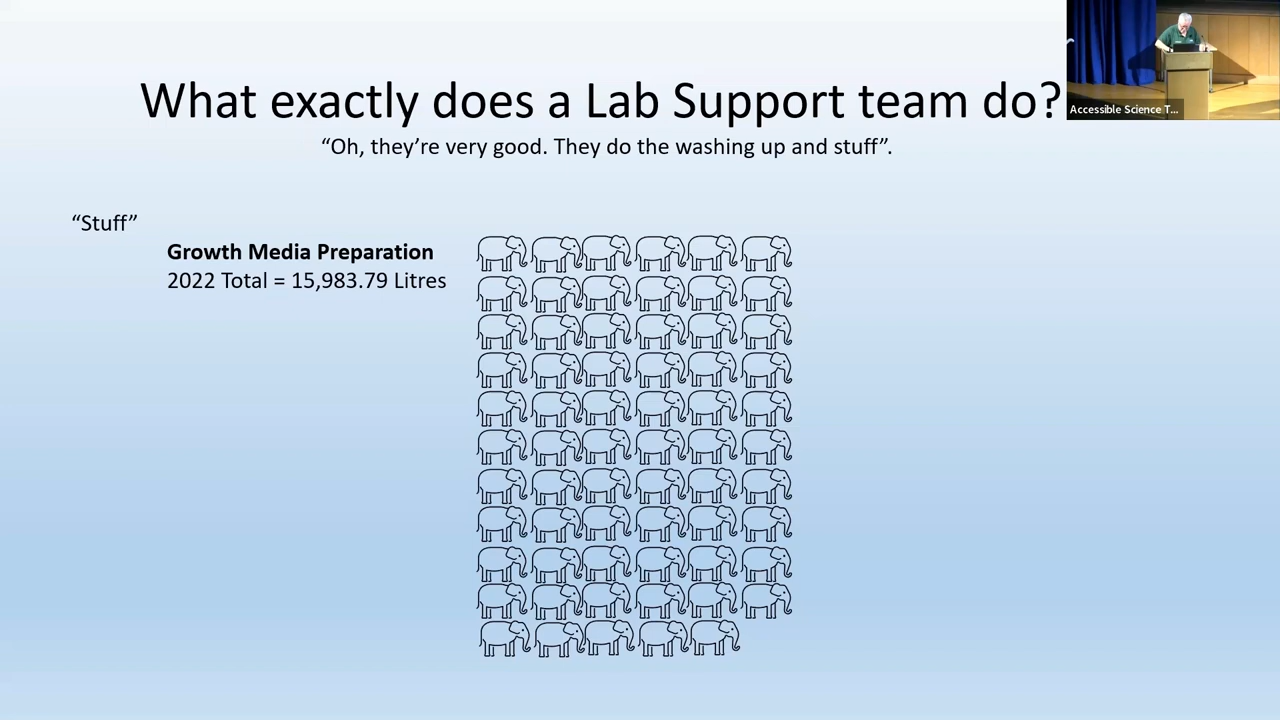 What exactly does a Lab Support team do?
“Oh, they’re very good. They do the washing up and stuff”.
Accessible Science T...
“Stuff”
Growth Media Preparation
2022 Total = 15,983.79 Litres